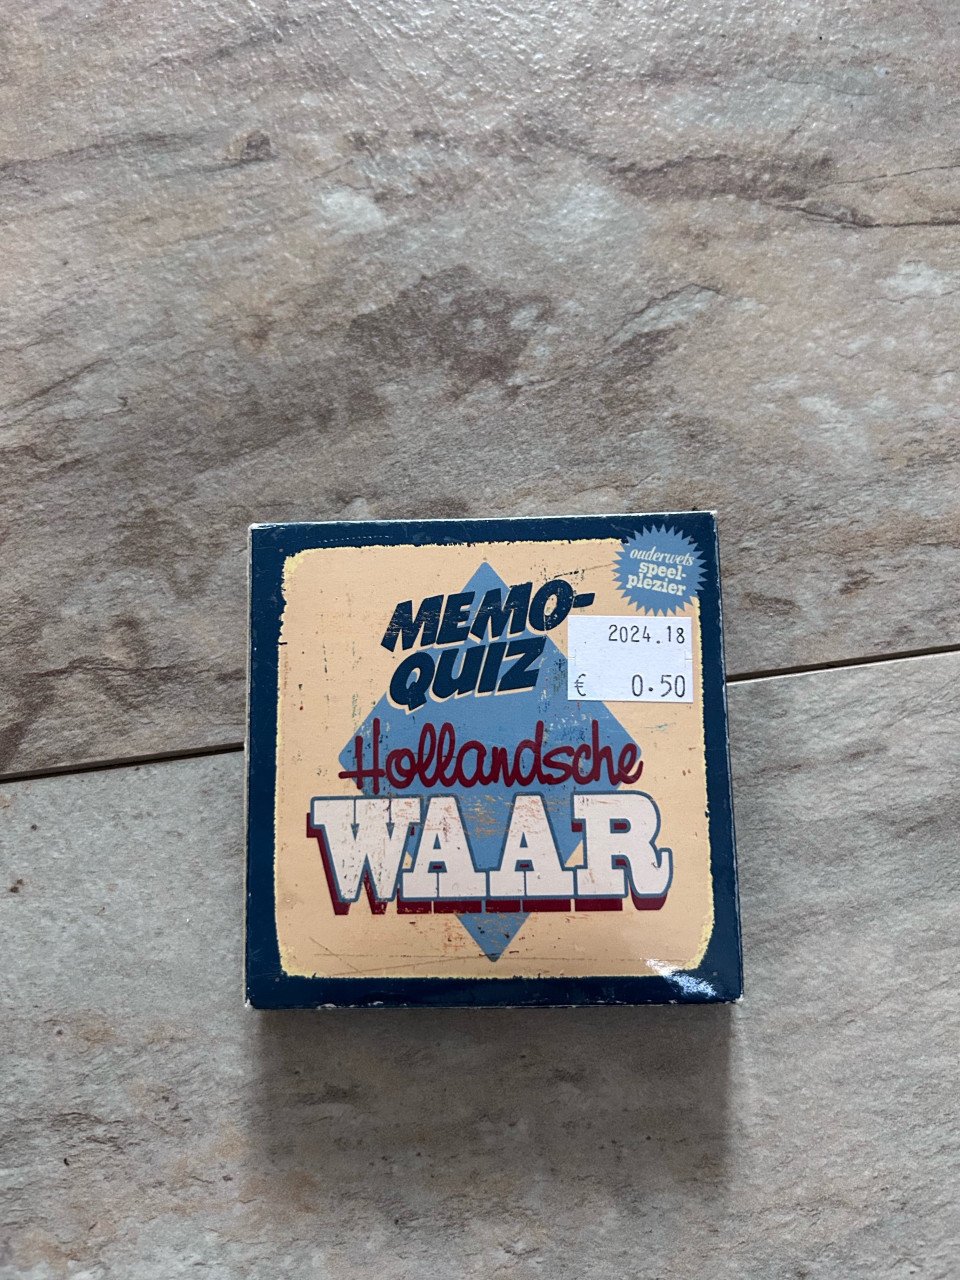 ouderwets
speel-
plezier
MEMO-
QUIZ
2024.18
€ 0.50
Hollandsche
WAAR